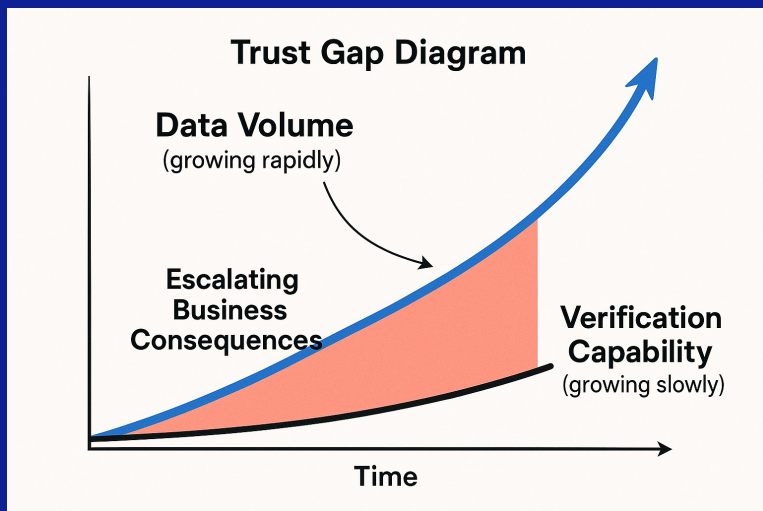 Trust Gap Diagram
Data Volume
(growing rapidly)
Escalating
Business
Consequences
Verification
Capability
(growing slowly)
Time